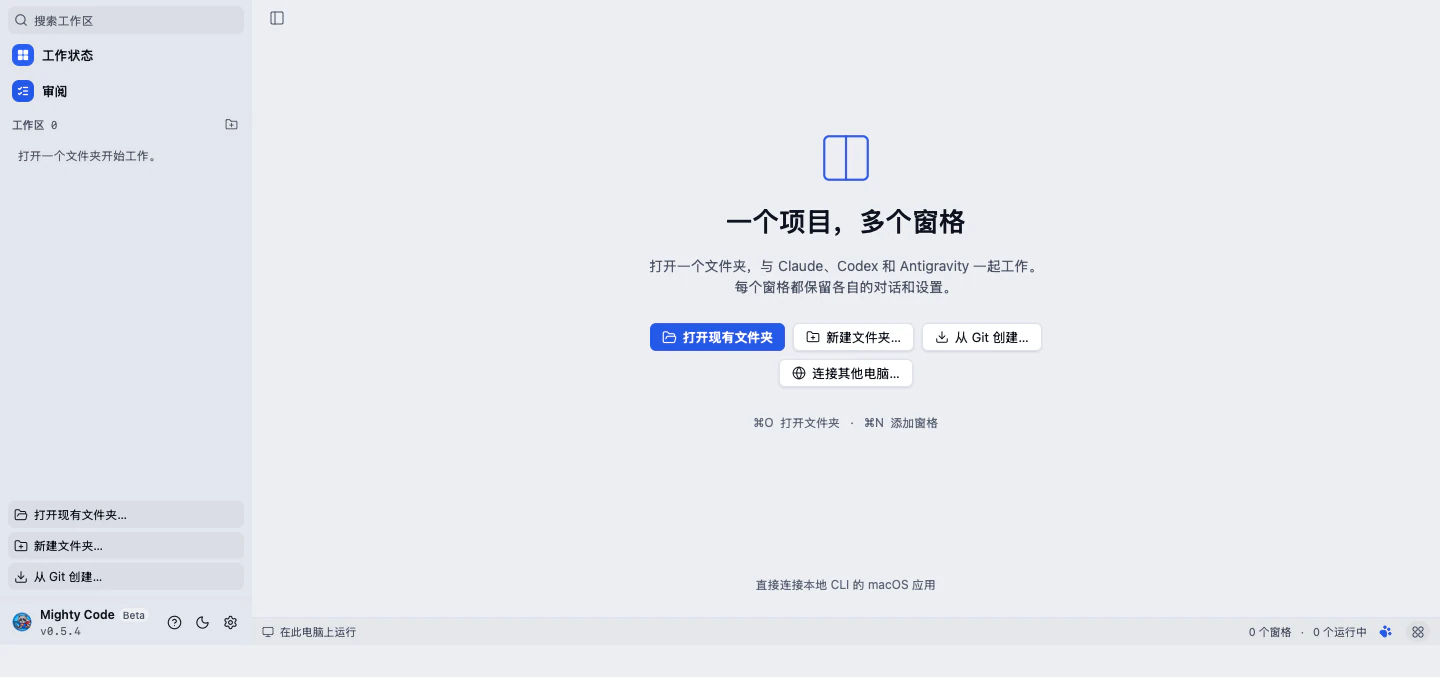 搜索工作区
工作状态
审阅
工作区 0
打开一个文件夹开始工作。
一个项目，多个窗格
打开一个文件夹，与 Claude、Codex 和 Antigravity 一起工作。
每个窗格都保留各自的对话和设置。
打开现有文件夹
新建文件夹...
从 Git 创建...
连接其他电脑...
⌘O 打开文件夹 · ⌘N 添加窗格
打开现有文件夹...
新建文件夹...
从 Git 创建...
直接连接本地 CLI 的 macOS 应用
Mighty Code Beta
v0.5.4
在此电脑上运行
0 个窗格 · 0 个运行中